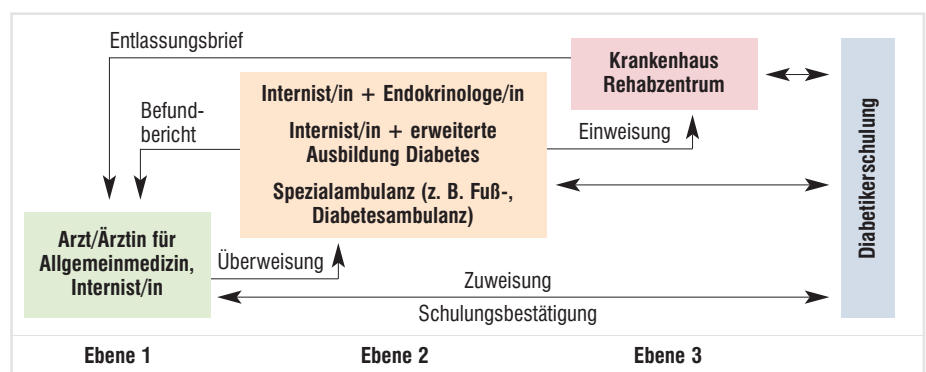 Entlassungsbrief
Krankenhaus
Rehabzentrum
Befund-
bericht
Internist/in + Endokrinologe/in
Internist/in + erweiterte
Ausbildung Diabetes
Spezialambulanz (z. B. Fuß-,
Diabetesambulanz)
Einweisung
Diabetikerschulung
Arzt/Ärztin für
Allgemeinmedizin,
Internist/in
Überweisung
Zuweisung
Schulungsbestätigung
Ebene 1
Ebene 2
Ebene 3